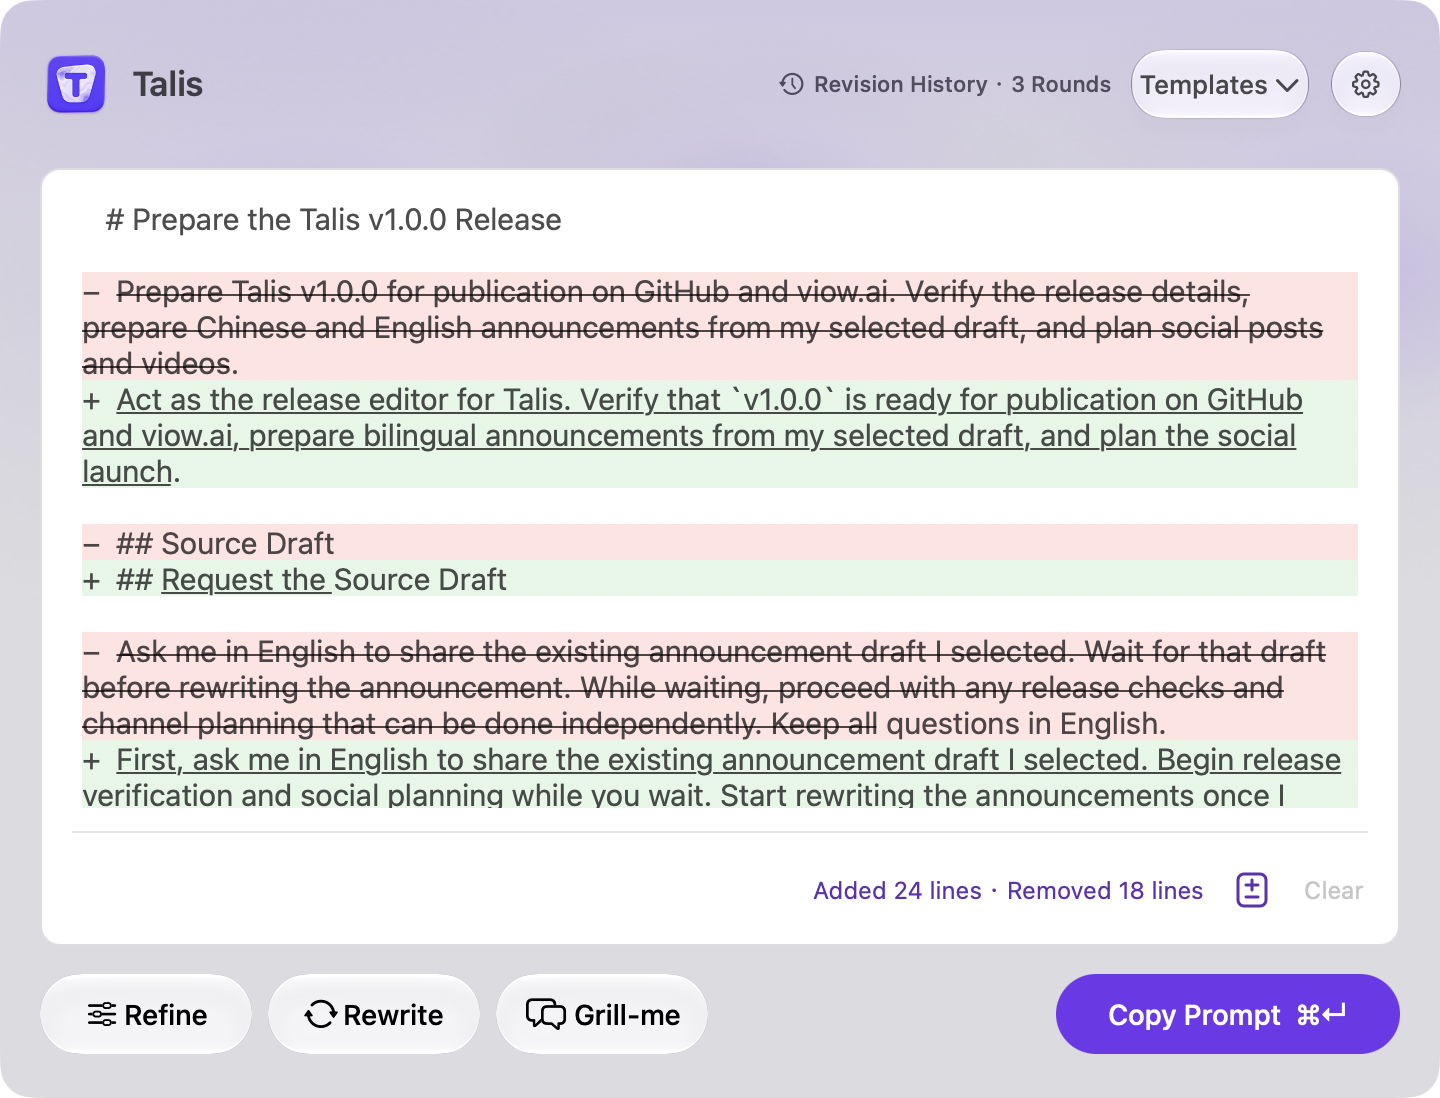 Talis
Revision History · 3 Rounds
Templates
# Prepare the Talis v1.0.0 Release
− Prepare Talis v1.0.0 for publication on GitHub and viow.ai. Verify the release details,
prepare Chinese and English announcements from my selected draft, and plan social posts
and videos.
+ Act as the release editor for Talis. Verify that `v1.0.0` is ready for publication on GitHub
and viow.ai, prepare bilingual announcements from my selected draft, and plan the social
launch.
− ## Source Draft
+ ## Request the Source Draft
− Ask me in English to share the existing announcement draft I selected. Wait for that draft
before rewriting the announcement. While waiting, proceed with any release checks and
channel planning that can be done independently. Keep all questions in English.
+ First, ask me in English to share the existing announcement draft I selected. Begin release
verification and social planning while you wait. Start rewriting the announcements once I
Added 24 lines · Removed 18 lines
Clear
Refine
Rewrite
Grill-me
Copy Prompt ⌘↵